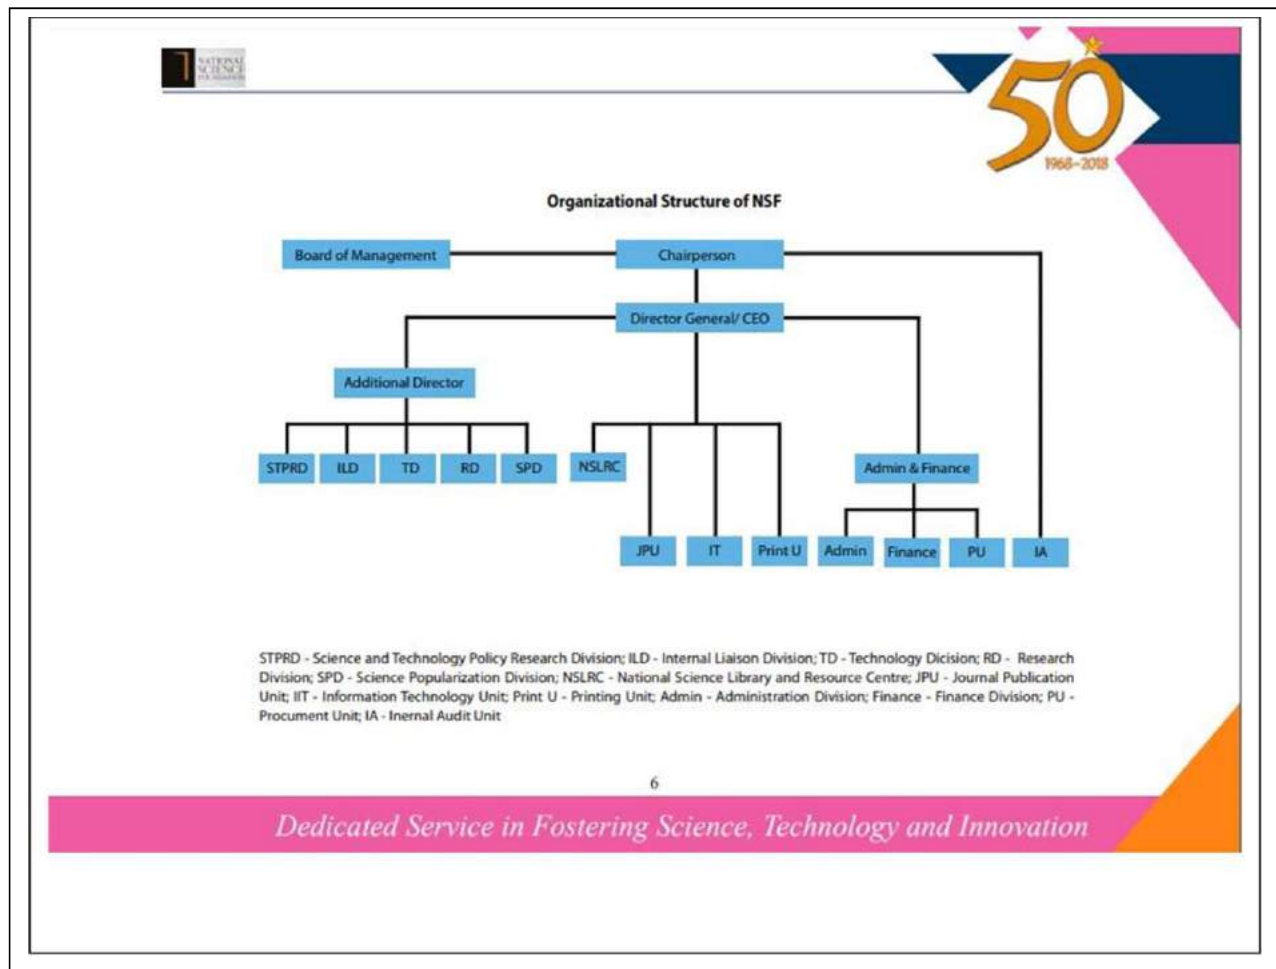 NATIONAL
SCIENCE
FOUNDATION
50
1968-2018
Organizational Structure of NSF
Board of Management
Chairperson
Director General/ CEO
Additional Director
STPRD
ILD
TD
RD
SPD
NSLRC
Admin & Finance
JPU
IT
Print U
Admin
Finance
PU
IA
STPRD - Science and Technology Policy Research Division; ILD - Internal Liaison Division; TD - Technology Dicision; RD - Research
Division; SPD - Science Popularization Division; NSLRC - National Science Library and Resource Centre; JPU - Journal Publication
Unit; IIT - Information Technology Unit; Print U - Printing Unit; Admin - Administration Division; Finance - Finance Division; PU -
Procument Unit; IA - Inernal Audit Unit
6
Dedicated Service in Fostering Science, Technology and Innovation